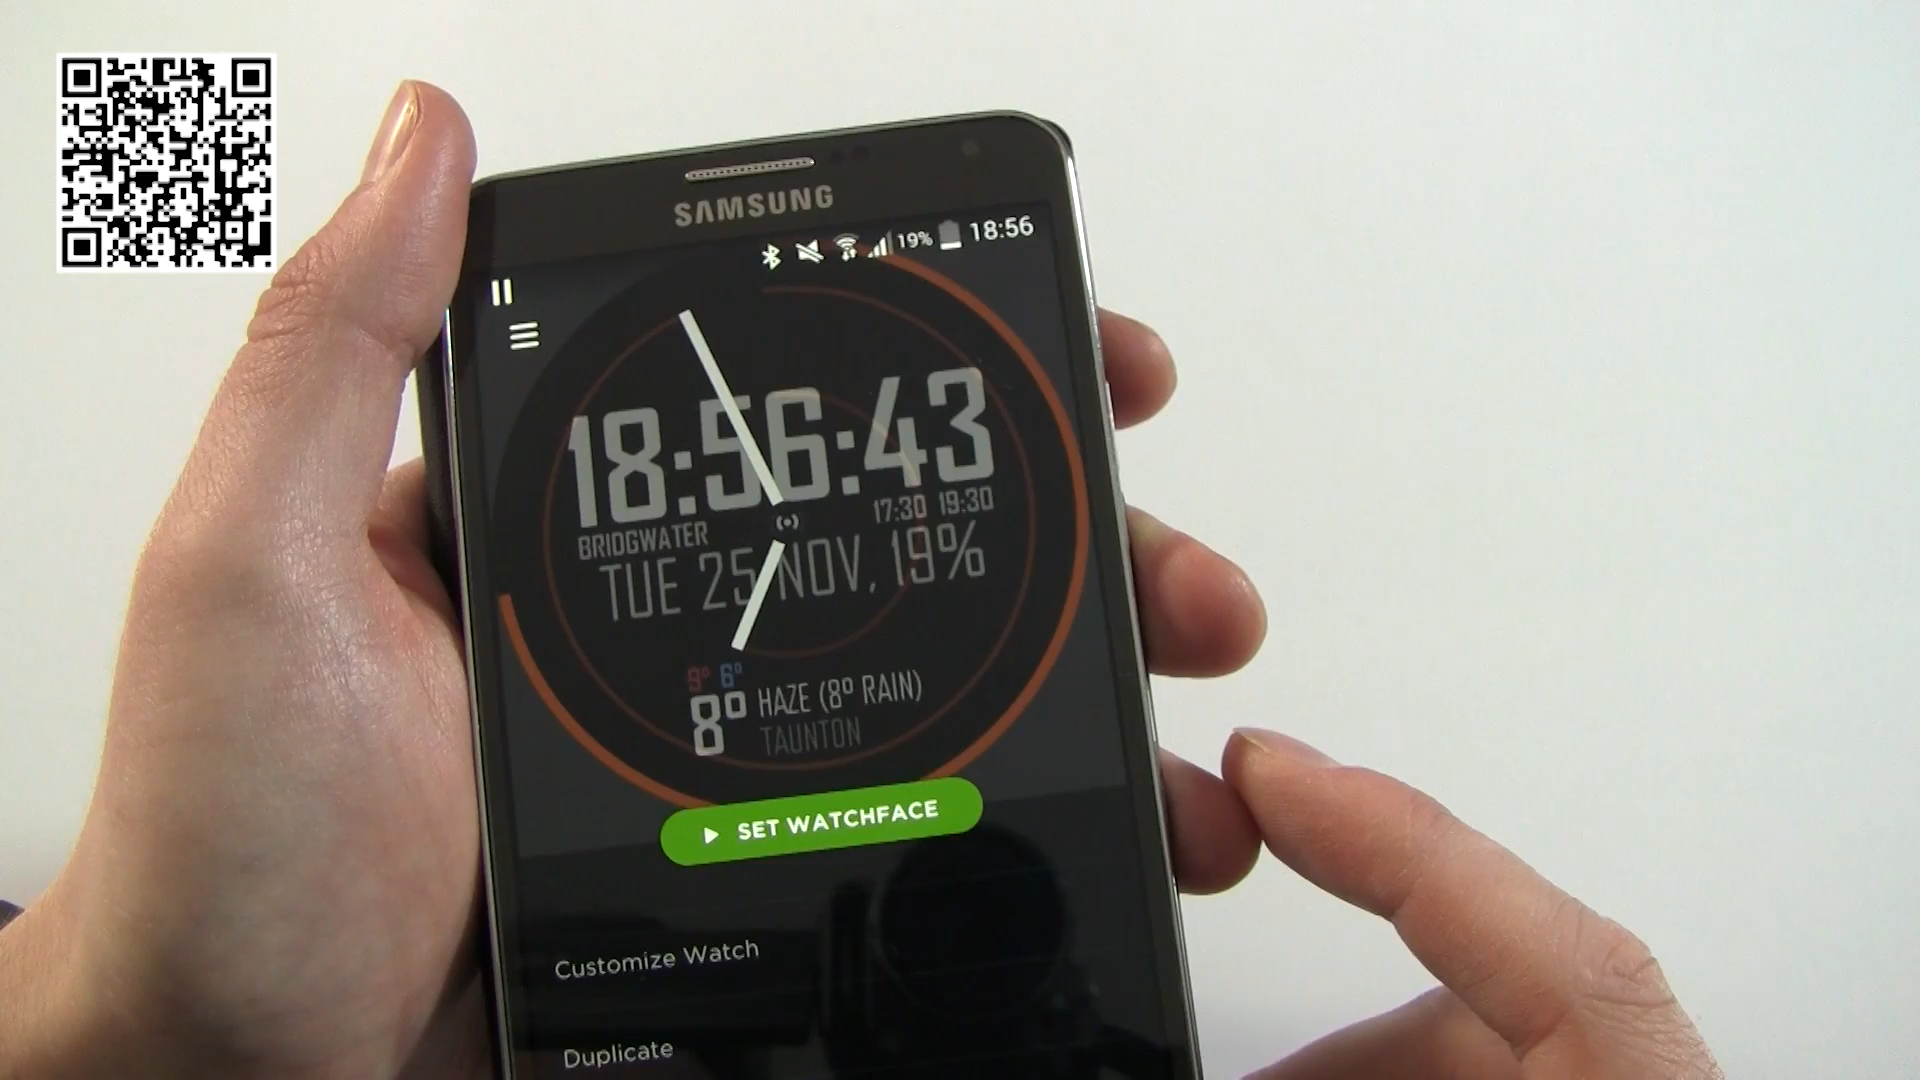 SAMSUNG
19% 18:56
18:56:43
17:30 19:30
BRIDGWATER
TUE 25 NOV, 19%
9° 6°
8° HAZE (8° RAIN)
TAUNTON
SET WATCHFACE
Customize Watch
Duplicate